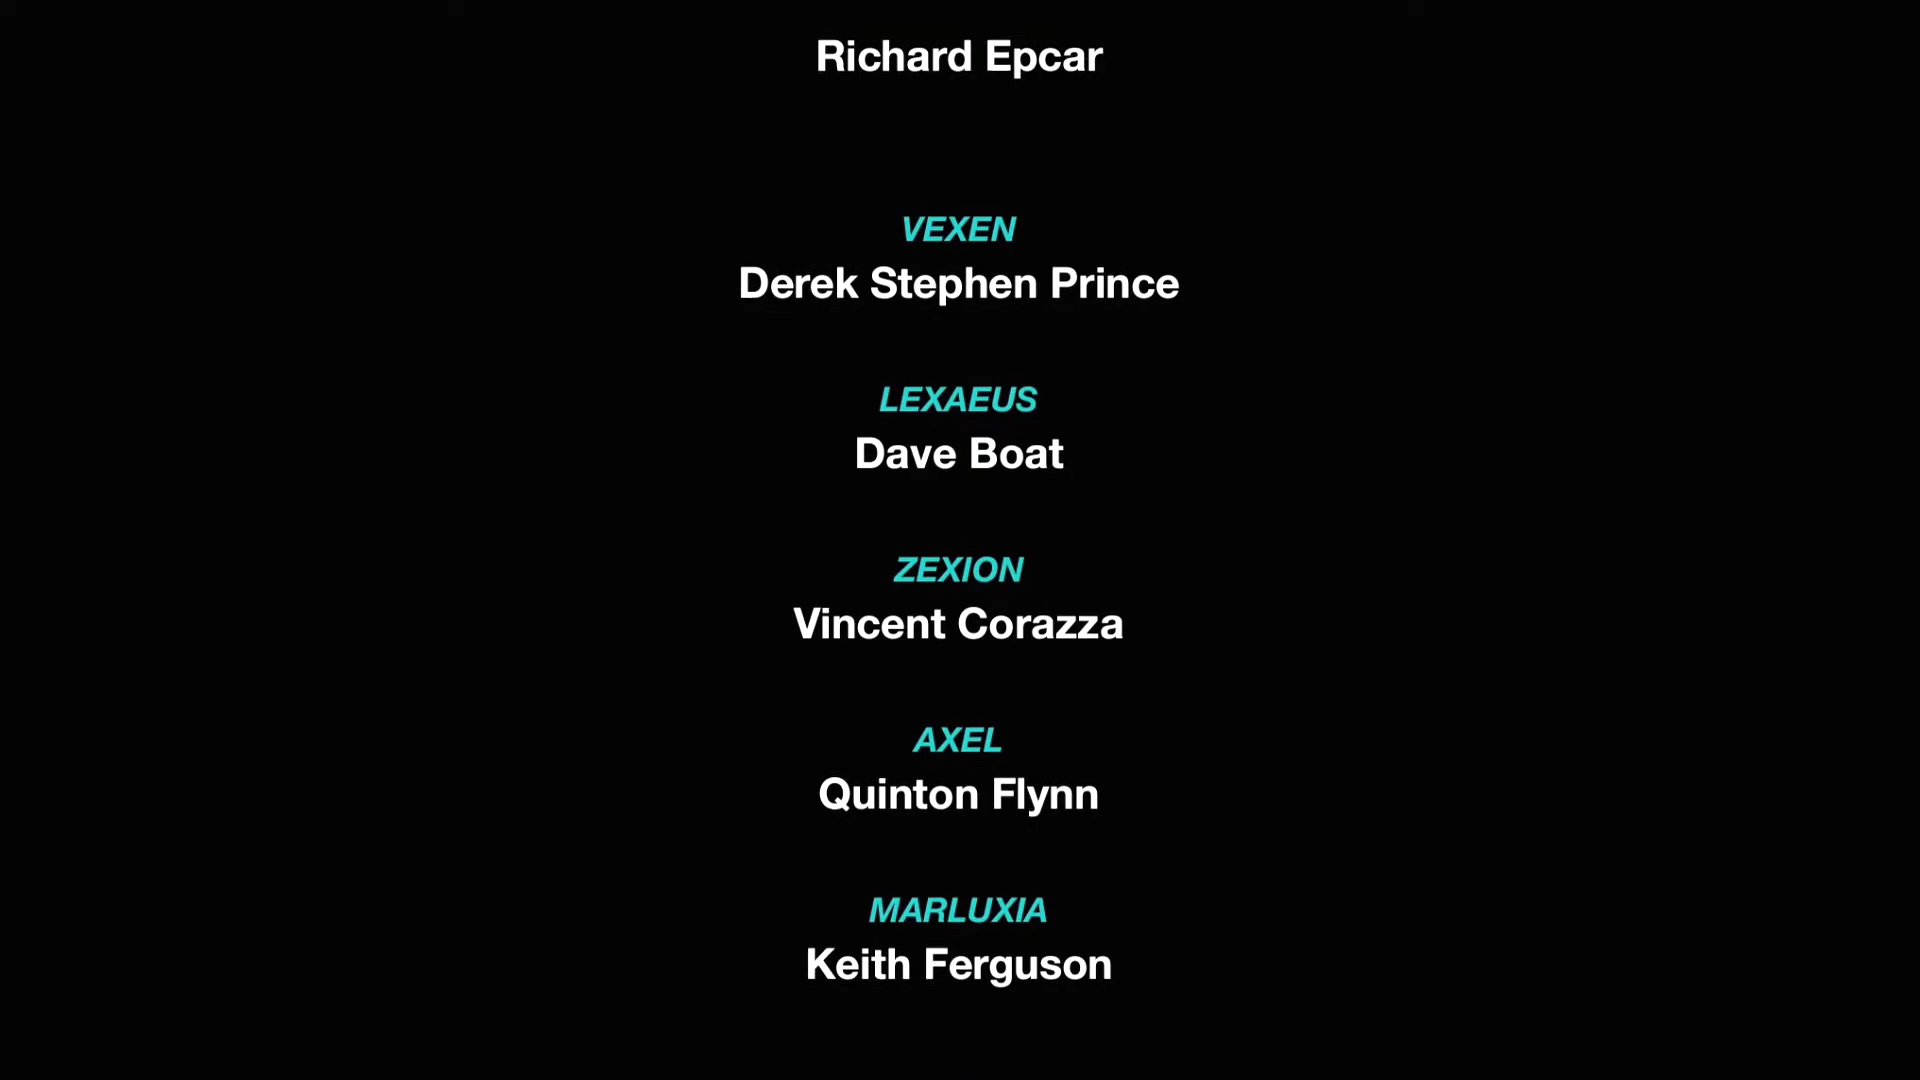 Richard Epcar
VEXEN
Derek Stephen Prince
LEXAEUS
Dave Boat
ZEXION
Vincent Corazza
AXEL
Quinton Flynn
MARLUXIA
Keith Ferguson